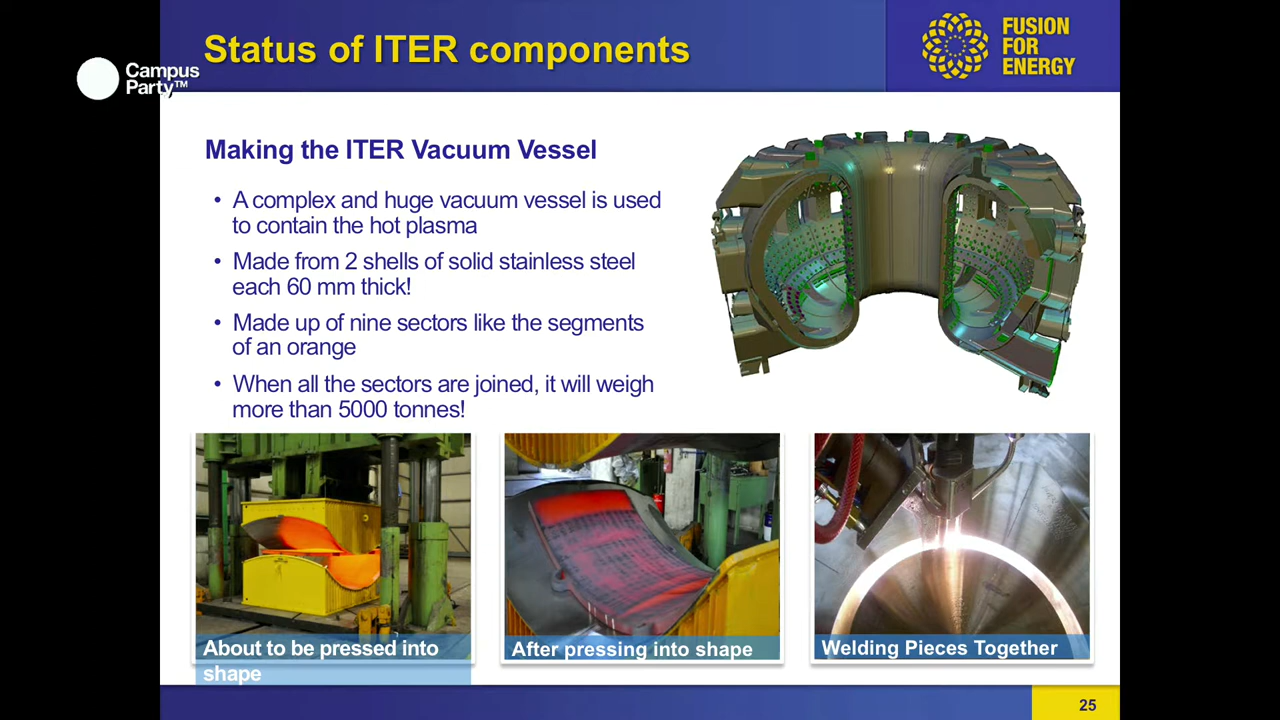 Status of ITER components
FUSION
FOR
ENERGY
Campus
Party™
Making the ITER Vacuum Vessel
• A complex and huge vacuum vessel is used
to contain the hot plasma
• Made from 2 shells of solid stainless steel
each 60 mm thick!
• Made up of nine sectors like the segments
of an orange
• When all the sectors are joined, it will weigh
more than 5000 tonnes!
About to be pressed into
shape
After pressing into shape
Welding Pieces Together
25